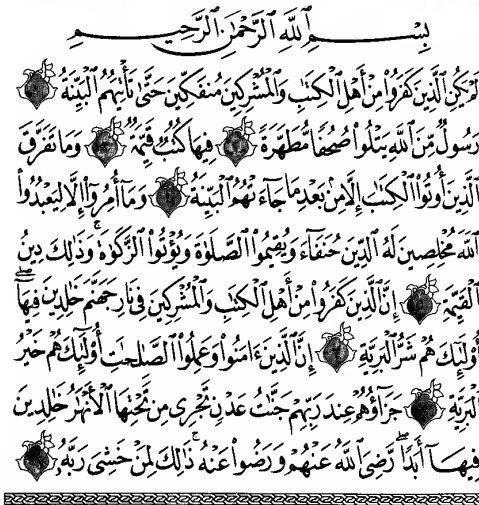 بِسْمِ ٱللَّهِ ٱلرَّحْمَٰنِ ٱلرَّحِيمِ
لَمْ يَكُنِ ٱلَّذِينَ كَفَرُوا۟ مِنْ أَهْلِ ٱلْكِتَٰبِ وَٱلْمُشْرِكِينَ مُنفَكِّينَ حَتَّىٰ تَأْتِيَهُمُ ٱلْبَيِّنَةُ
رَسُولٌ مِّنَ ٱللَّهِ يَتْلُوا۟ صُحُفًا مُّطَهَّرَةً فِيهَا كُتُبٌ قَيِّمَةٌ وَمَا تَفَرَّقَ
ٱلَّذِينَ أُوتُوا۟ ٱلْكِتَٰبَ إِلَّا مِنۢ بَعْدِ مَا جَآءَتْهُمُ ٱلْبَيِّنَةُ وَمَآ أُمِرُوٓا۟ إِلَّا لِيَعْبُدُوا۟
ٱللَّهَ مُخْلِصِينَ لَهُ ٱلدِّينَ حُنَفَآءَ وَيُقِيمُوا۟ ٱلصَّلَوٰةَ وَيُؤْتُوا۟ ٱلزَّكَوٰةَ ۚ وَذَٰلِكَ دِينُ
ٱلْقَيِّمَةِ إِنَّ ٱلَّذِينَ كَفَرُوا۟ مِنْ أَهْلِ ٱلْكِتَٰبِ وَٱلْمُشْرِكِينَ فِى نَارِ جَهَنَّمَ خَٰلِدِينَ فِيهَآ ۚ
أُو۟لَٰٓئِكَ هُمْ شَرُّ ٱلْبَرِيَّةِ إِنَّ ٱلَّذِينَ ءَامَنُوا۟ وَعَمِلُوا۟ ٱلصَّٰلِحَٰتِ أُو۟لَٰٓئِكَ هُمْ خَيْرُ
ٱلْبَرِيَّةِ جَزَآؤُهُمْ عِندَ رَبِّهِمْ جَنَّٰتُ عَدْنٍ تَجْرِى مِن تَحْتِهَا ٱلْأَنْهَٰرُ خَٰلِدِينَ
فِيهَآ أَبَدًا ۖ رَّضِىَ ٱللَّهُ عَنْهُمْ وَرَضُوا۟ عَنْهُ ۚ ذَٰلِكَ لِمَنْ خَشِىَ رَبَّهُۥ